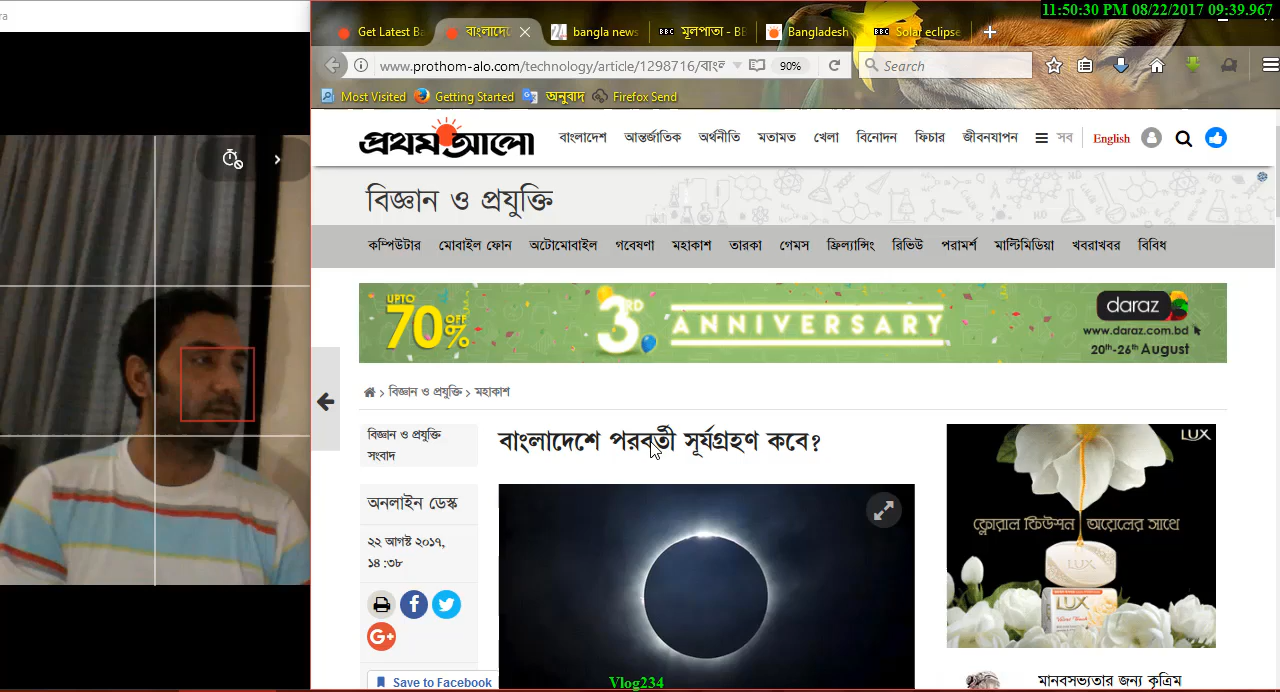 11:50:30 PM 08/22/2017 09:39.967
Get Latest Ba
বাংলাদে
bangla news
BBC মূলপাতা - BB
Bangladesh
BBC Solar eclipse
www.prothom-alo.com/technology/article/1298716/বাংল
90%
Search
Most Visited
Getting Started
অনুবাদ
Firefox Send
প্রথম আলো
বাংলাদেশ আন্তর্জাতিক অর্থনীতি মতামত খেলা বিনোদন ফিচার জীবনযাপন সব English
বিজ্ঞান ও প্রযুক্তি
কম্পিউটার মোবাইল ফোন অটোমোবাইল গবেষণা মহাকাশ তারকা গেমস ফ্রিল্যান্সিং রিভিউ পরামর্শ মাল্টিমিডিয়া খবরাখবর বিবিধ
UPTO 70% OFF
3RD ANNIVERSARY
daraz
www.daraz.com.bd
20th-26th August
> বিজ্ঞান ও প্রযুক্তি > মহাকাশ
বিজ্ঞান ও প্রযুক্তি
সংবাদ
বাংলাদেশে পরবর্তী সূর্যগ্রহণ কবে?
অনলাইন ডেস্ক
২২ আগস্ট ২০১৭,
১৪:৩৮
Save to Facebook
LUX
ফ্লোরাল ফিউশন অয়েলের সাথে
LUX
LUX
মানবসভ্যতার জন্য কৃত্রিম
Vlog234